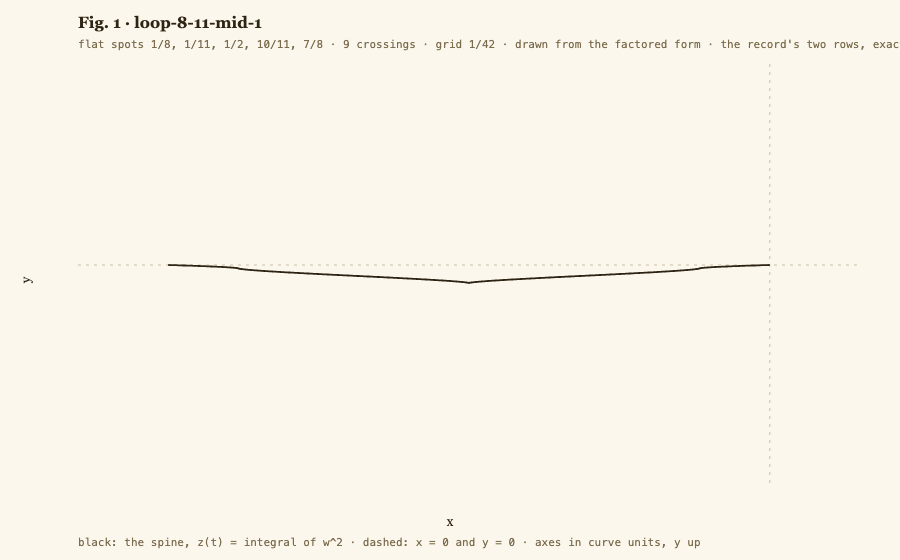 Fig. 1 · loop-8-11-mid-1
flat spots 1/8, 1/11, 1/2, 10/11, 7/8 · 9 crossings · grid 1/42 · drawn from the factored form · the record's two rows, exac
y
x
black: the spine, z(t) = integral of w^2 · dashed: x = 0 and y = 0 · axes in curve units, y up